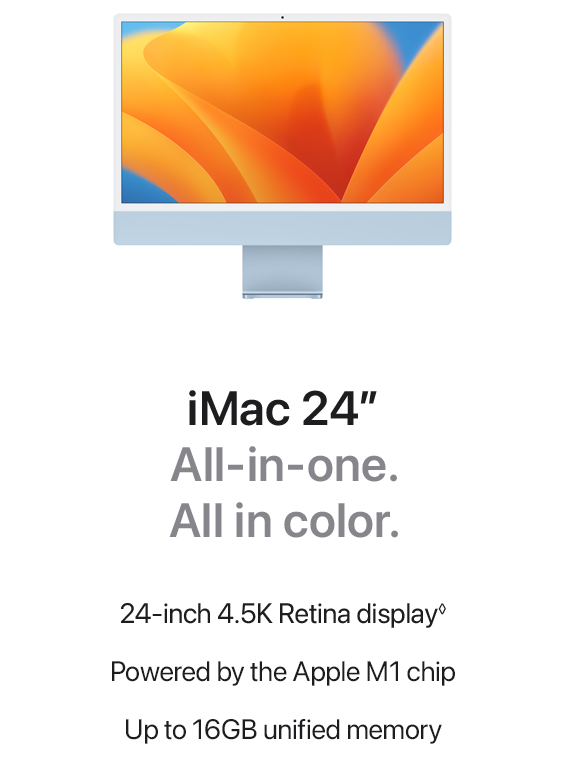 iMac 24″
All-in-one.
All in color.
24-inch 4.5K Retina display◊
Powered by the Apple M1 chip
Up to 16GB unified memory